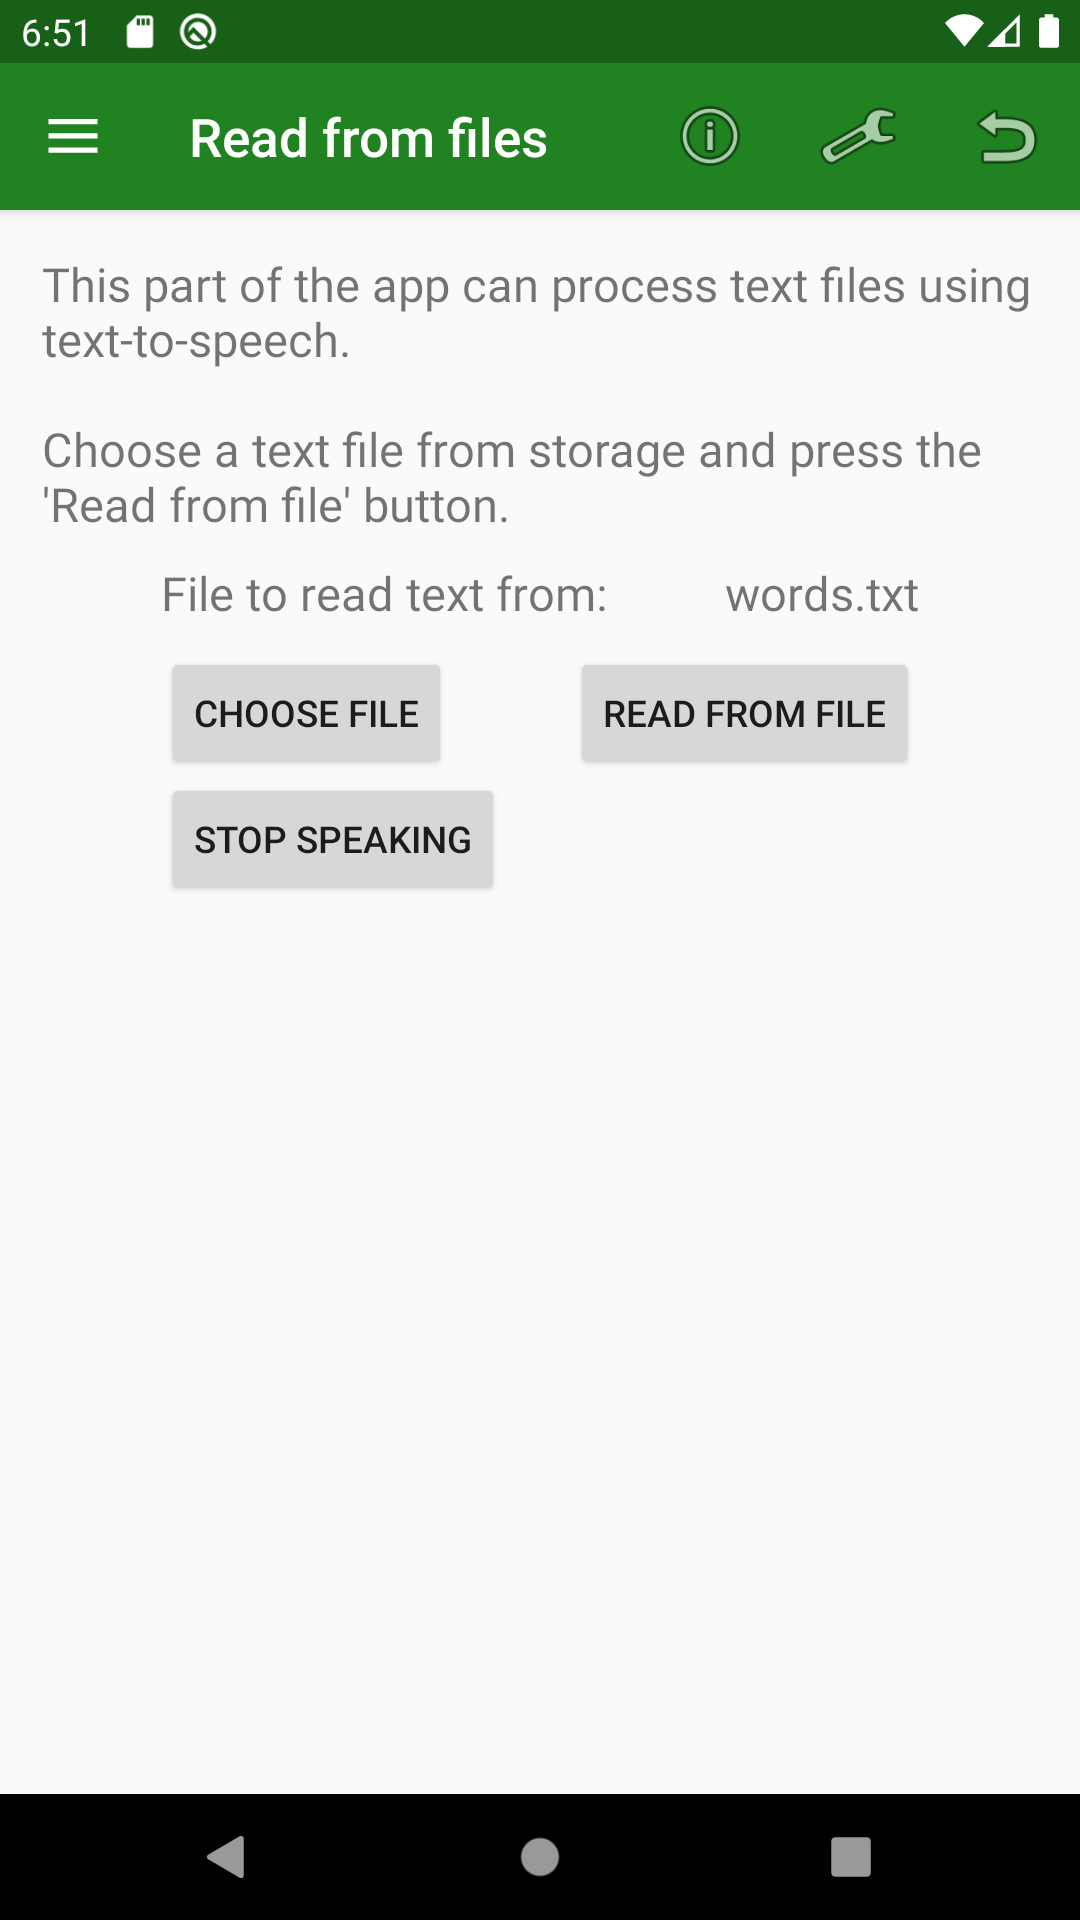 6:51
Read from files
This part of the app can process text files using
text-to-speech.
Choose a text file from storage and press the
'Read from file' button.
File to read text from: words.txt
CHOOSE FILE READ FROM FILE
STOP SPEAKING